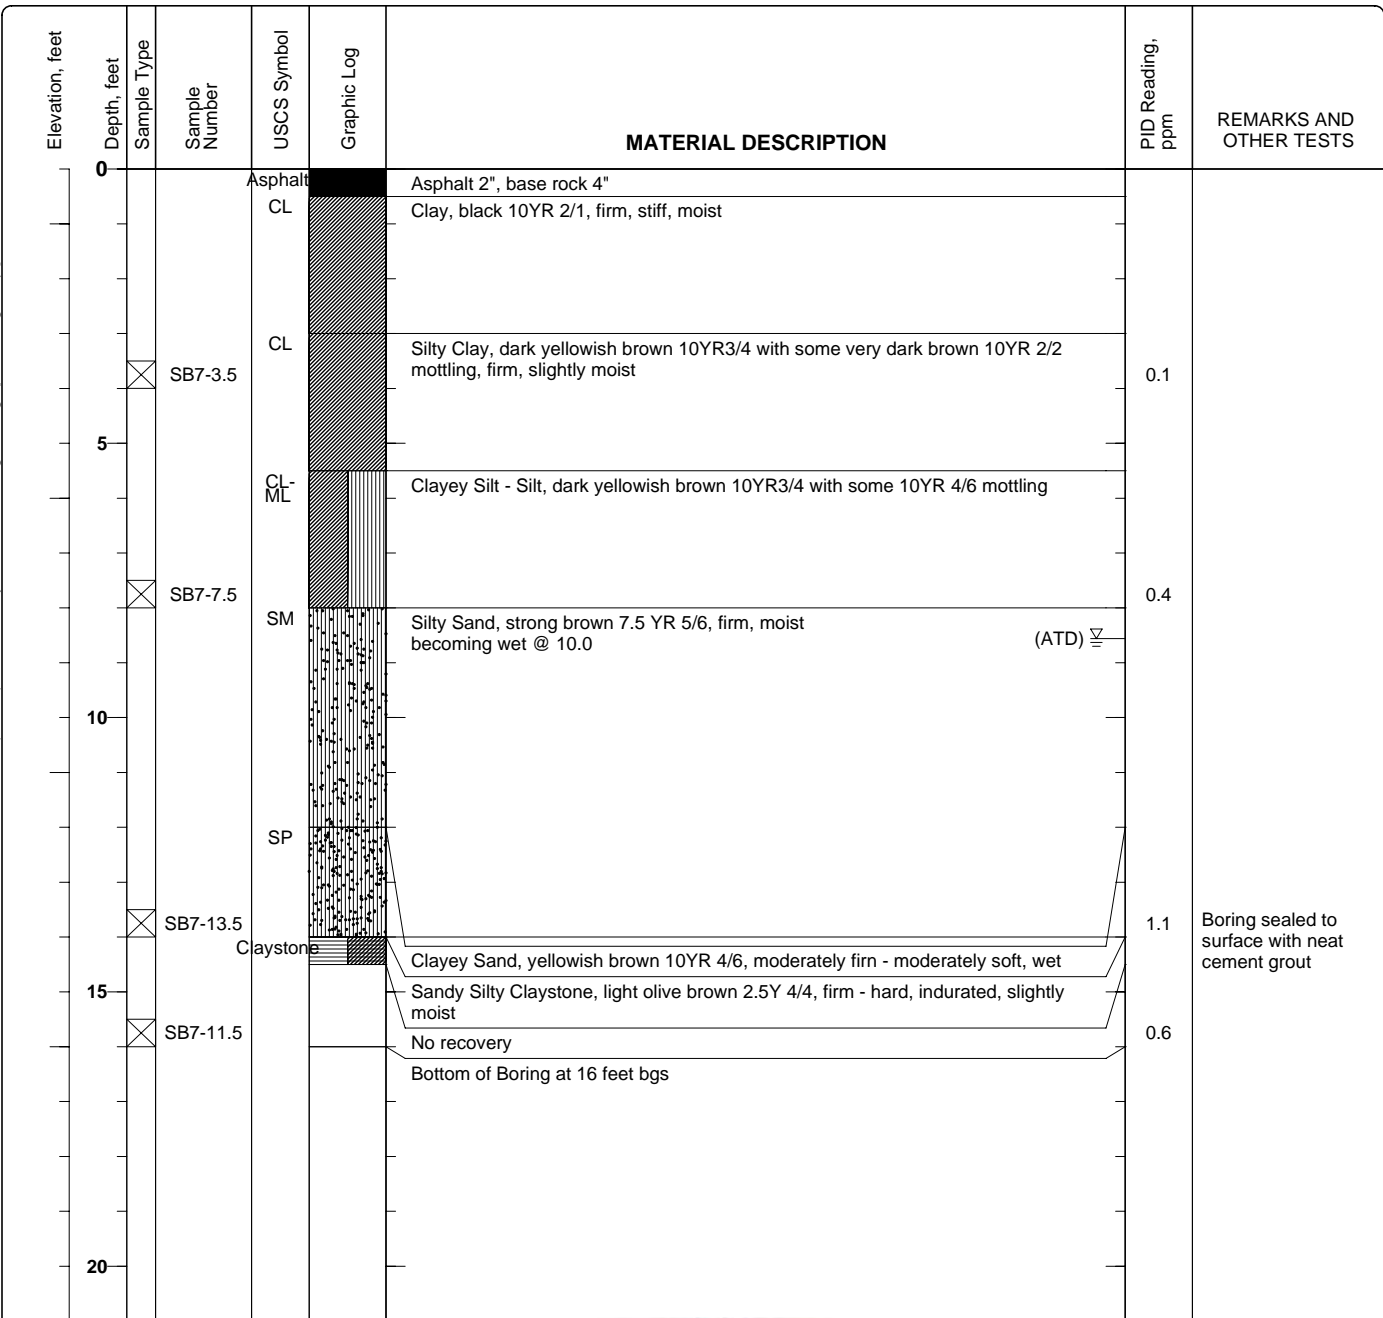 Elevation, feet
Depth, feet
Sample Type
Sample
Number
USCS Symbol
Graphic Log
MATERIAL DESCRIPTION
PID Reading,
ppm
REMARKS AND
OTHER TESTS
0
Asphalt
Asphalt 2", base rock 4"
CL
Clay, black 10YR 2/1, firm, stiff, moist
CL
Silty Clay, dark yellowish brown 10YR3/4 with some very dark brown 10YR 2/2
mottling, firm, slightly moist
SB7-3.5
0.1
5
CL-
ML
Clayey Silt - Silt, dark yellowish brown 10YR3/4 with some 10YR 4/6 mottling
SB7-7.5
0.4
SM
Silty Sand, strong brown 7.5 YR 5/6, firm, moist
becoming wet @ 10.0
(ATD)
10
SP
SB7-13.5
1.1
Boring sealed to
surface with neat
cement grout
Claystone
Clayey Sand, yellowish brown 10YR 4/6, moderately firn - moderately soft, wet
15
Sandy Silty Claystone, light olive brown 2.5Y 4/4, firm - hard, indurated, slightly
moist
SB7-11.5
0.6
No recovery
Bottom of Boring at 16 feet bgs
20